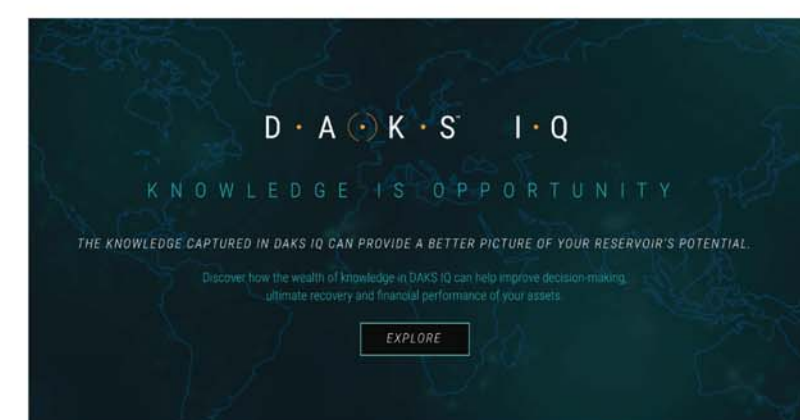 D·A·K·S™ I·Q
KNOWLEDGE IS OPPORTUNITY
THE KNOWLEDGE CAPTURED IN DAKS IQ CAN PROVIDE A BETTER PICTURE OF YOUR RESERVOIR'S POTENTIAL.
Discover how the wealth of knowledge in DAKS IQ can help improve decision-making,
ultimate recovery and financial performance of your assets.
EXPLORE